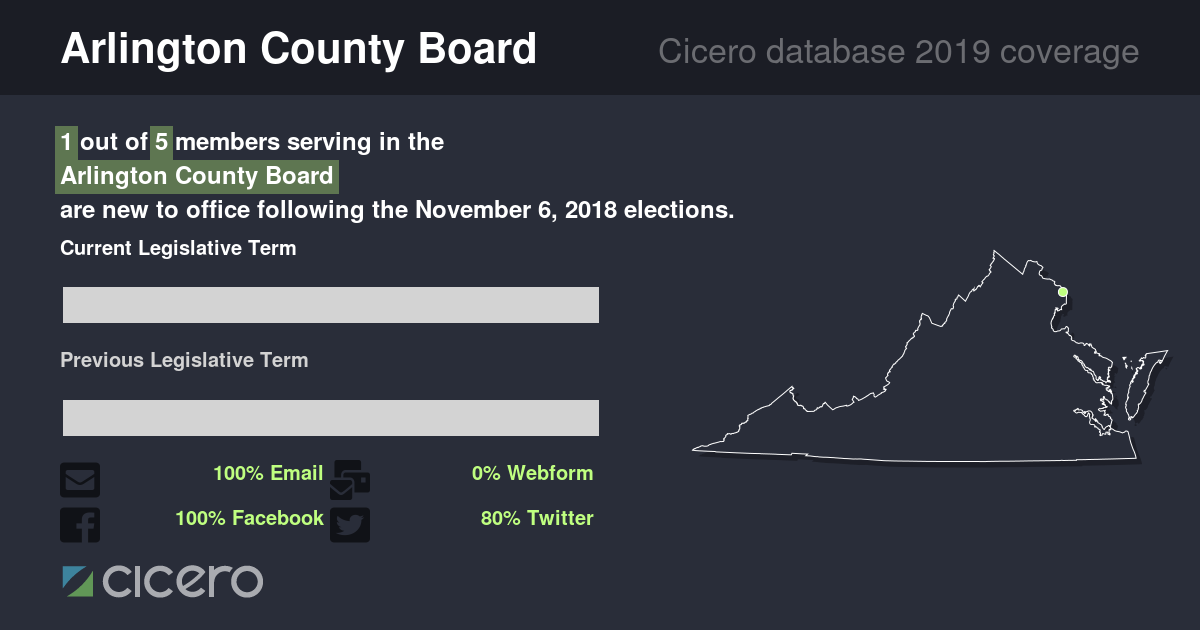 Arlington County Board
Cicero database 2019 coverage
1 out of 5 members serving in the
Arlington County Board
are new to office following the November 6, 2018 elections.
Current Legislative Term
Previous Legislative Term
100% Email
0% Webform
100% Facebook
80% Twitter
cicero